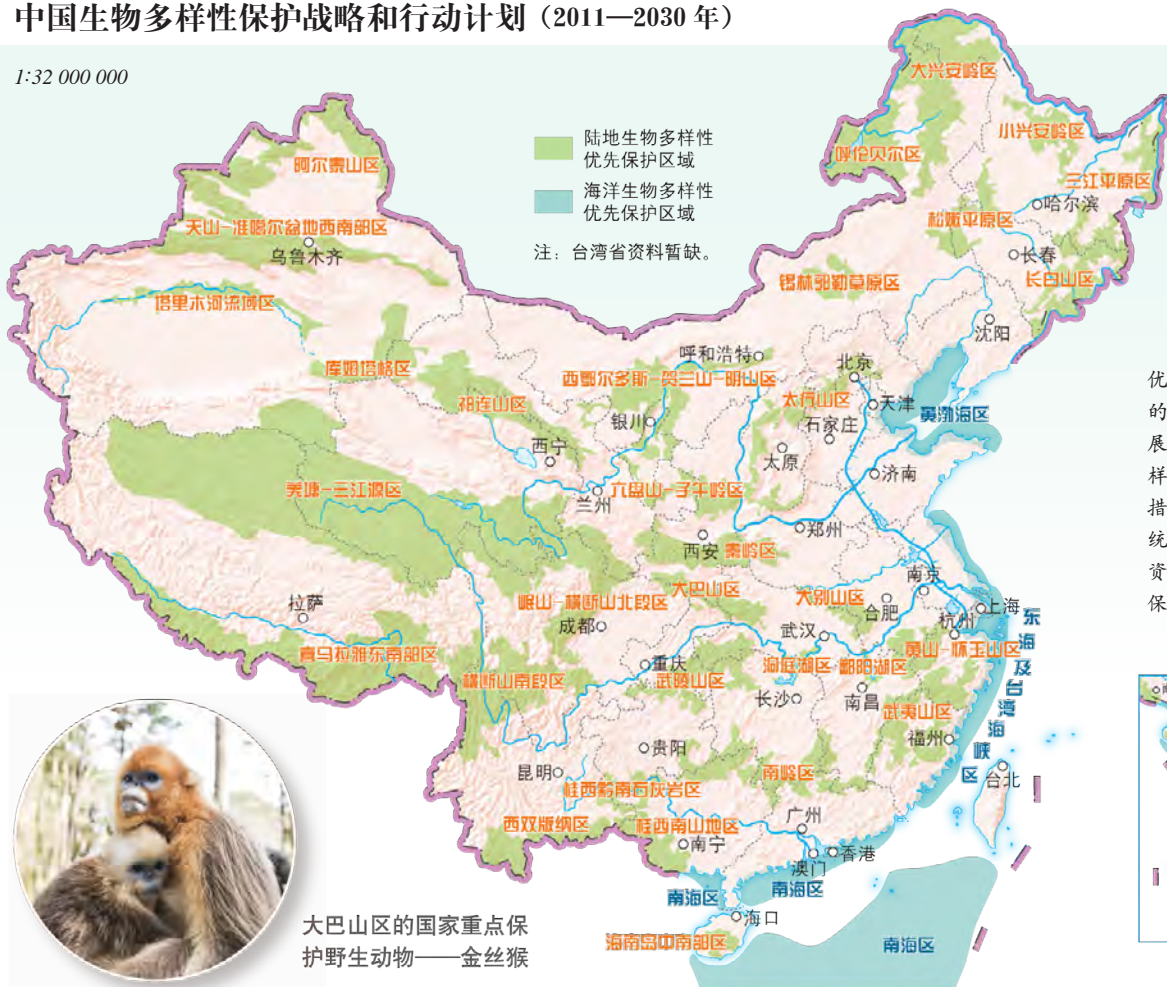 中国生物多样性保护战略和行动计划（2011—2030 年）
1:32 000 000
陆地生物多样性
优先保护区域
海洋生物多样性
优先保护区域
注：台湾省资料暂缺。
大兴安岭区
小兴安岭区
呼伦贝尔区
三江平原区
哈尔滨
松嫩平原区
长春
长白山区
阿尔泰山区
天山-准噶尔盆地西南部区
乌鲁木齐
锡林郭勒草原区
沈阳
塔里木河流域区
库姆塔格区
呼和浩特
北京
西鄂尔多斯-贺兰山-阴山区
祁连山区
太行山区
天津
黄渤海区
银川
石家庄
西宁
太原
济南
羌塘-三江源区
兰州
六盘山-子午岭区
郑州
西安
秦岭区
南京
大巴山区
大别山区
合肥
上海
岷山-横断山北段区
拉萨
成都
武汉
杭州
东海及台湾海峡区
喜马拉雅东南部区
重庆
洞庭湖区
鄱阳湖区
黄山-怀玉山区
横断山南段区
武陵山区
长沙
南昌
武夷山区
福州
贵阳
昆明
南岭区
台北
桂西黔南石灰岩区
西双版纳区
桂西南山地区
广州
南宁
澳门
香港
南海区
南海区
海口
海南岛中南部区
南海区
大巴山区的国家重点保
护野生动物——金丝猴
优
的
展
样
措
统
资
保